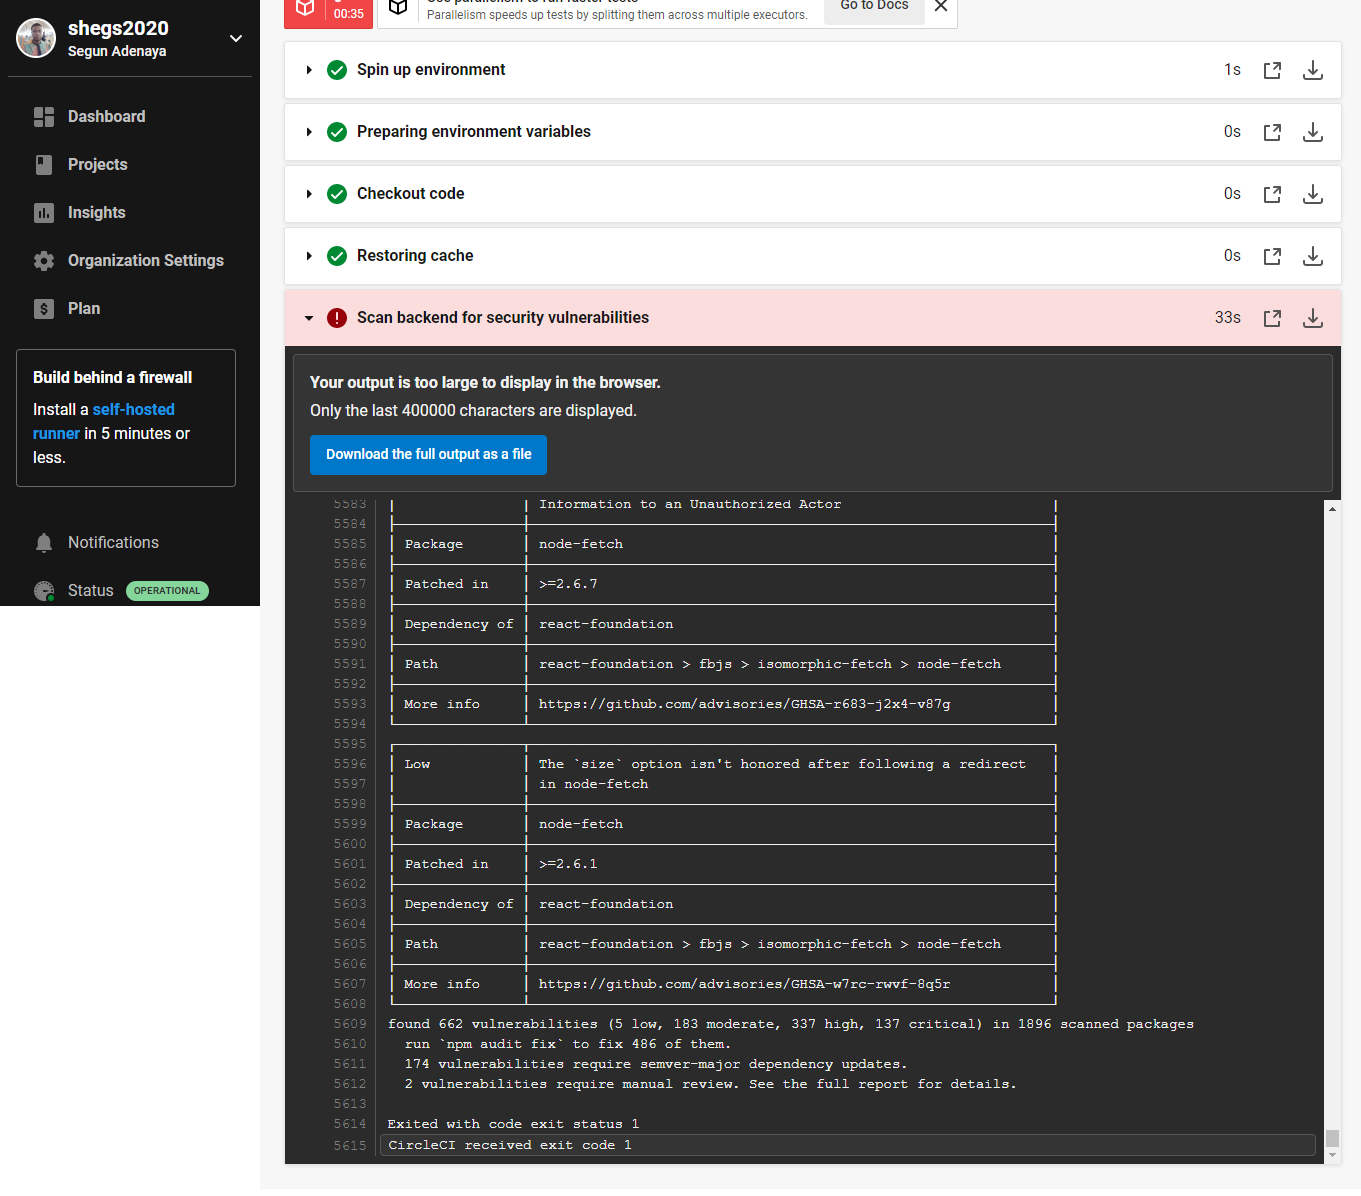 shegs2020
Segun Adenaya
Dashboard
Projects
Insights
Organization Settings
$ Plan
Build behind a firewall
Install a self-hosted
runner in 5 minutes or
less.
Notifications
Status OPERATIONAL
00:35
Parallelism speeds up tests by splitting them across multiple executors.
Go to Docs
Spin up environment 1s
Preparing environment variables 0s
Checkout code 0s
Restoring cache 0s
Scan backend for security vulnerabilities 33s
Your output is too large to display in the browser.
Only the last 400000 characters are displayed.
Download the full output as a file
5583 Information to an Unauthorized Actor
5584
5585 Package node-fetch
5586
5587 Patched in >=2.6.7
5588
5589 Dependency of react-foundation
5590
5591 Path react-foundation > fbjs > isomorphic-fetch > node-fetch
5592
5593 More info https://github.com/advisories/GHSA-r683-j2x4-v87g
5594
5595
5596 Low The `size` option isn't honored after following a redirect
5597 in node-fetch
5598
5599 Package node-fetch
5600
5601 Patched in >=2.6.1
5602
5603 Dependency of react-foundation
5604
5605 Path react-foundation > fbjs > isomorphic-fetch > node-fetch
5606
5607 More info https://github.com/advisories/GHSA-w7rc-rwvf-8q5r
5608
5609 found 662 vulnerabilities (5 low, 183 moderate, 337 high, 137 critical) in 1896 scanned packages
5610 run `npm audit fix` to fix 486 of them.
5611 174 vulnerabilities require semver-major dependency updates.
5612 2 vulnerabilities require manual review. See the full report for details.
5613
5614 Exited with code exit status 1
5615 CircleCI received exit code 1